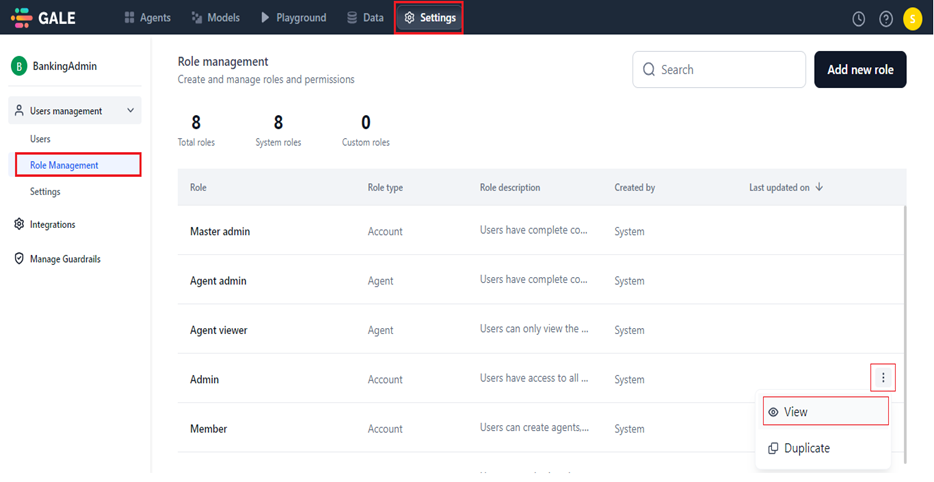 GALE Agents Models Playground Data Settings S
B BankingAdmin
Users management
Users
Role Management
Settings
Integrations
Manage Guardrails
Role management
Create and manage roles and permissions
Search
Add new role
8 8 0
Total roles System roles Custom roles
Role Role type Role description Created by Last updated on
Master admin Account Users have complete co... System
Agent admin Agent Users have complete co... System
Agent viewer Agent Users can only view the ... System
Admin Account Users have access to all ... System
Member Account Users can create agents,... System
View
Duplicate